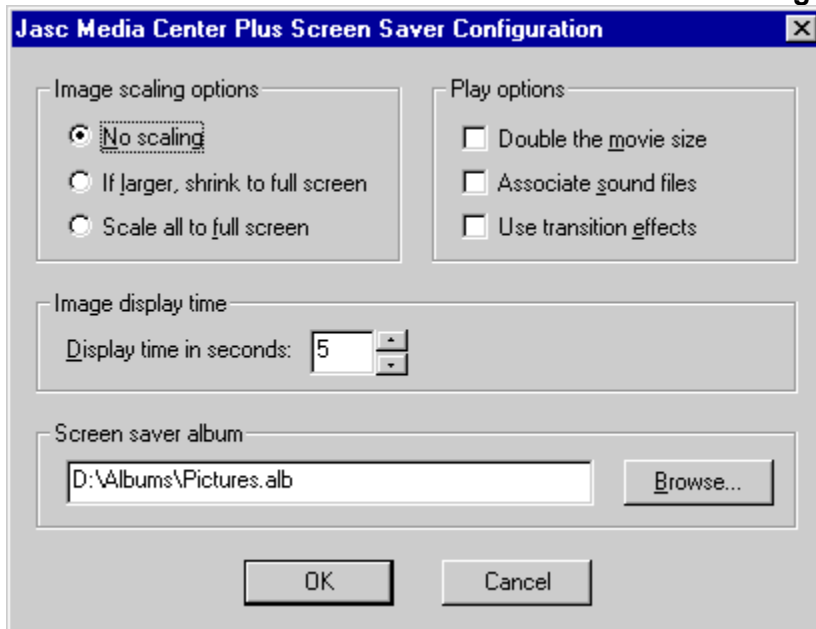 Jasc Media Center Plus Screen Saver Configuration
Image scaling options
No scaling
If larger, shrink to full screen
Scale all to full screen
Play options
Double the movie size
Associate sound files
Use transition effects
Image display time
Display time in seconds: 5
Screen saver album
D:\Albums\Pictures.alb
Browse...
OK Cancel